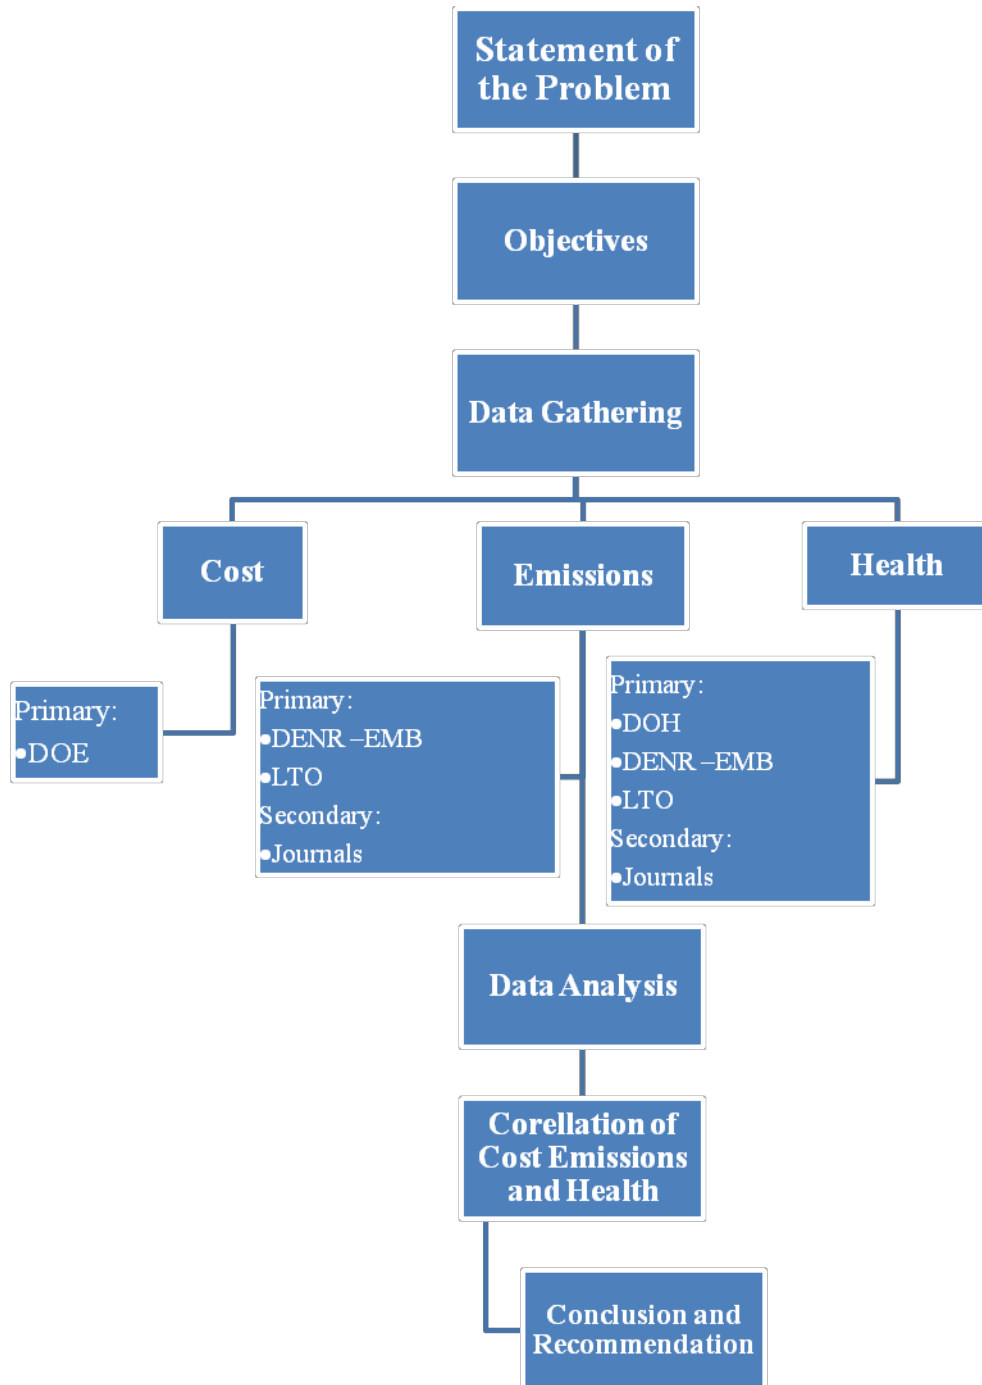 Statement of
the Problem
Objectives
Data Gathering
Cost
Emissions
Health
Primary:
•DOE
Primary:
•DENR –EMB
•LTO
Secondary:
•Journals
Primary:
•DOH
•DENR –EMB
•LTO
Secondary:
•Journals
Data Analysis
Corellation of
Cost Emissions
and Health
Conclusion and
Recommendation